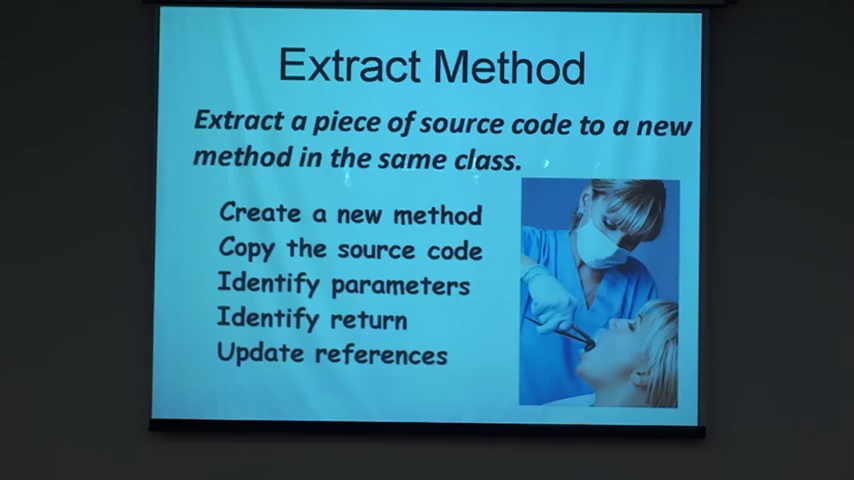 Extract Method
Extract a piece of source code to a new
method in the same class.
Create a new method
Copy the source code
Identify parameters
Identify return
Update references